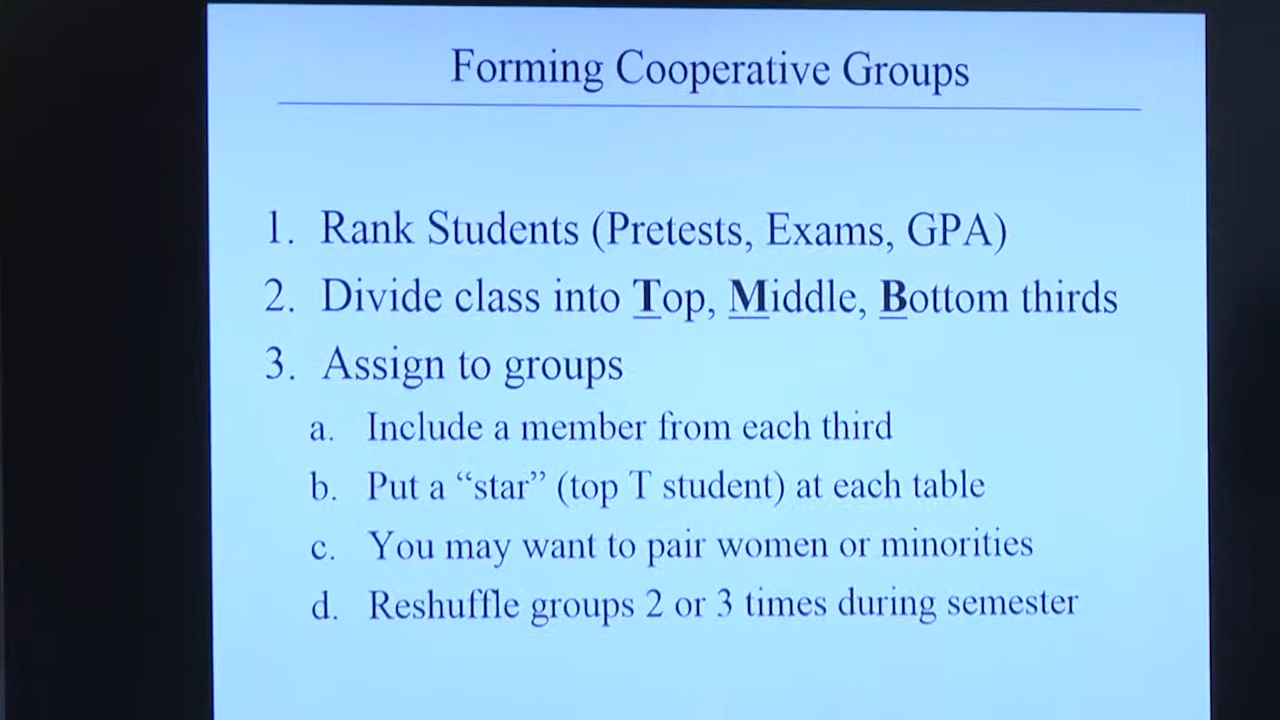 Forming Cooperative Groups
1. Rank Students (Pretests, Exams, GPA)
2. Divide class into Top, Middle, Bottom thirds
3. Assign to groups
a. Include a member from each third
b. Put a “star” (top T student) at each table
c. You may want to pair women or minorities
d. Reshuffle groups 2 or 3 times during semester